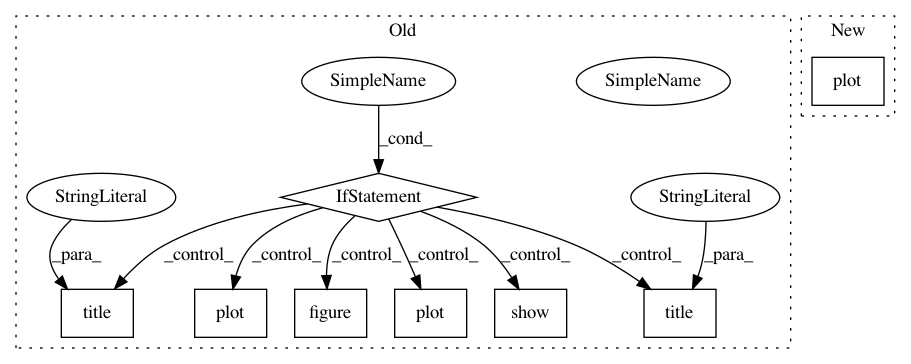 Old
New
SimpleName
SimpleName
plot
_cond_
StringLiteral
IfStatement
StringLiteral
_para_
_control_
_control_
_control_
_control_
_control_
_control_
_para_
title
plot
figure
plot
show
title